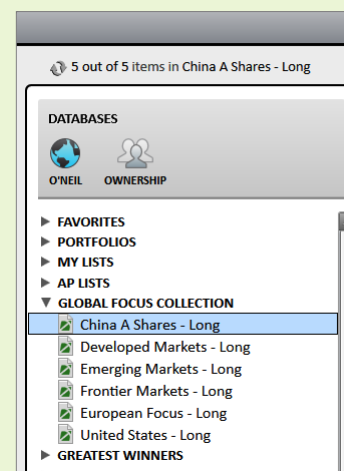 5 out of 5 items in China A Shares - Long
DATABASES
O'NEIL OWNERSHIP
FAVORITES
PORTFOLIOS
MY LISTS
AP LISTS
GLOBAL FOCUS COLLECTION
China A Shares - Long
Developed Markets - Long
Emerging Markets - Long
Frontier Markets - Long
European Focus - Long
United States - Long
GREATEST WINNERS